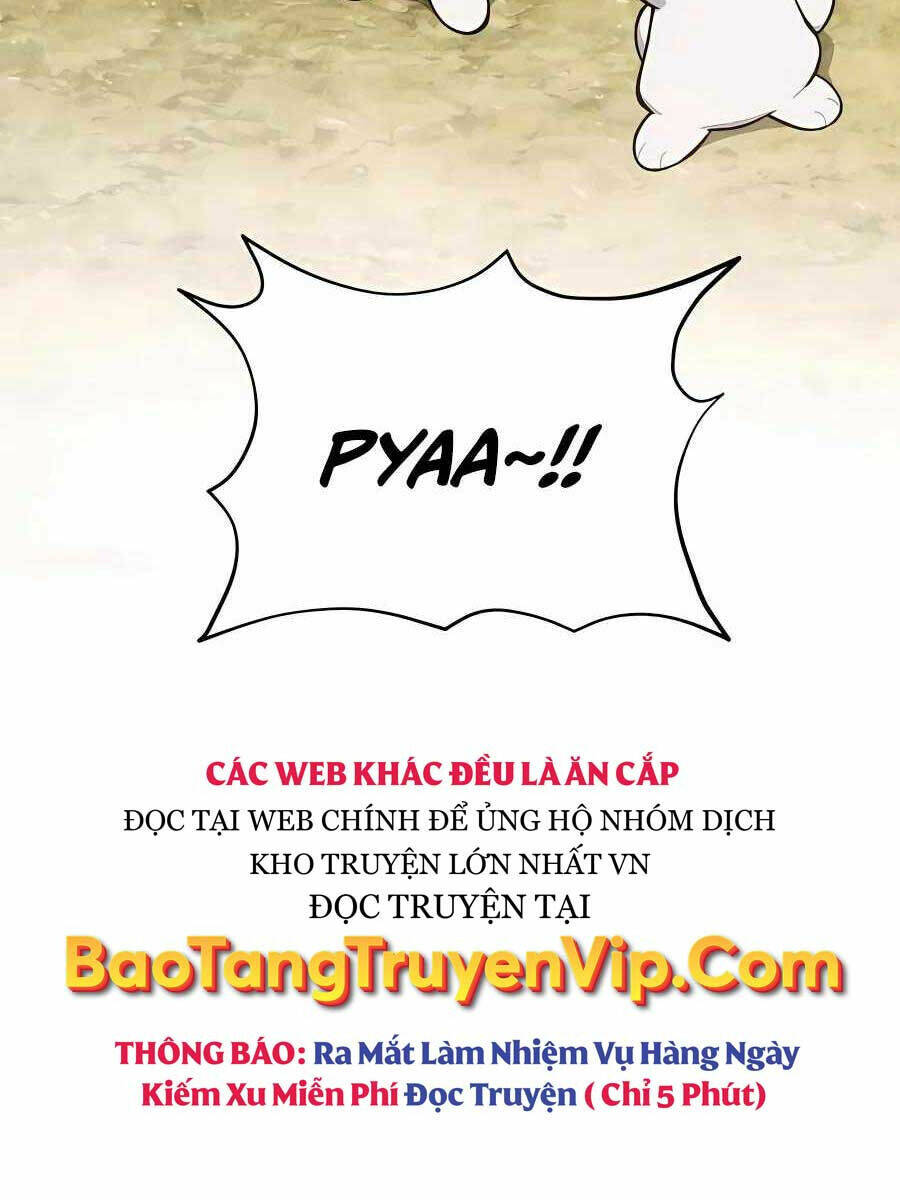 PYAA~!!
CÁC WEB KHÁC ĐỀU LÀ ĂN CẮP
ĐỌC TẠI WEB CHÍNH ĐỂ ỦNG HỘ NHÓM DỊCH
KHO TRUYỆN LỚN NHẤT VN
ĐỌC TRUYỆN TẠI
BaoTangTruyenVip.Com
THÔNG BÁO: Ra Mắt Làm Nhiệm Vụ Hàng Ngày
Kiếm Xu Miễn Phí Đọc Truyện ( Chỉ 5 Phút)